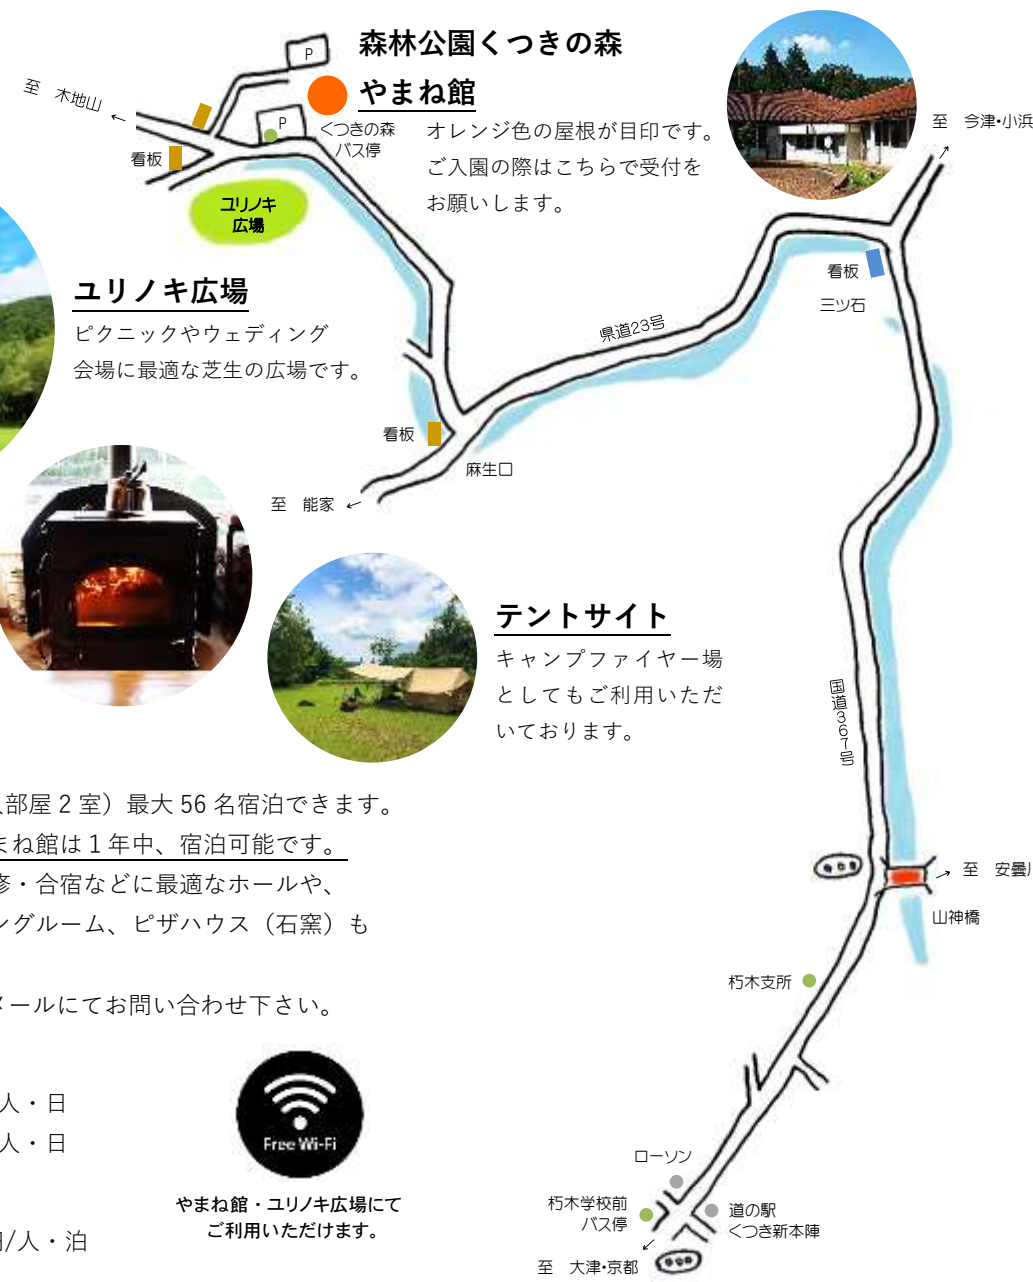 森林公園くつきの森
やまね館
オレンジ色の屋根が目印です。
ご入園の際はこちらで受付を
お願いします。
至 木地山 ←
P
P
くつきの森
バス停
看板
ユリノキ
広場
至 今津・小浜
↑
看板
三ツ石
県道23号
ユリノキ広場
ピクニックやウェディング
会場に最適な芝生の広場です。
看板
麻生口
至 能家 ←
テントサイト
キャンプファイヤー場
としてもご利用いただ
いております。
国道367号
部屋 2 室）最大 56 名宿泊できます。
まね館は 1 年中、宿泊可能です。
修・合宿などに最適なホールや、
ングルーム、ピザハウス（石窯）も
メールにてお問い合わせ下さい。
人・日
人・日
/人・泊
Free Wi-Fi
やまね館・ユリノキ広場にて
ご利用いただけます。
→ 至 安曇
山神橋
朽木支所
ローソン
朽木学校前
バス停
道の駅
くつき新本陣
至 大津・京都